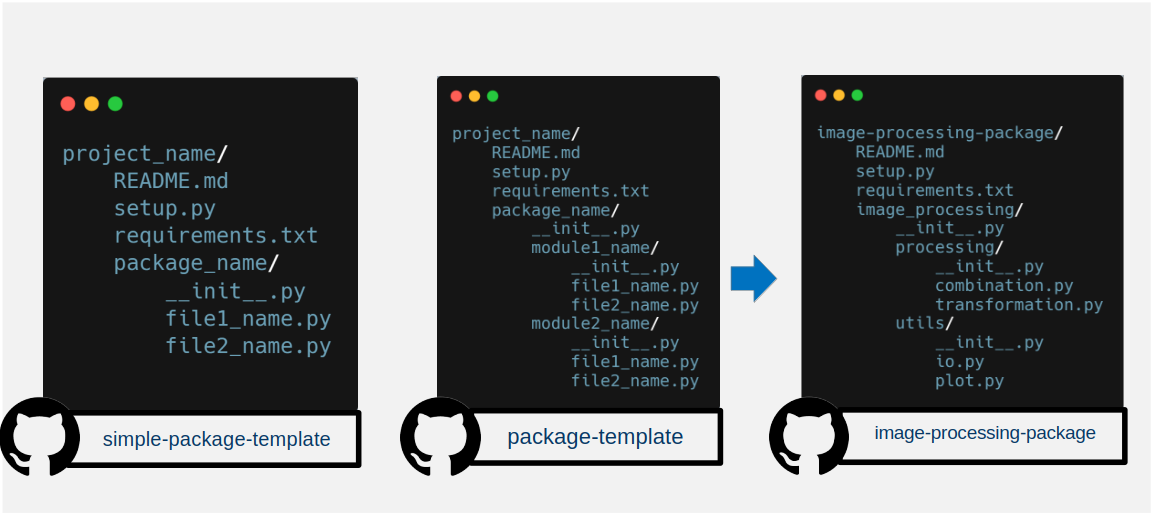 project_name/
README.md
setup.py
requirements.txt
package_name/
__init__.py
file1_name.py
file2_name.py
simple-package-template
project_name/
README.md
setup.py
requirements.txt
package_name/
__init__.py
module1_name/
__init__.py
file1_name.py
file2_name.py
module2_name/
__init__.py
file1_name.py
file2_name.py
package-template
image-processing-package/
README.md
setup.py
requirements.txt
image_processing/
__init__.py
processing/
__init__.py
combination.py
transformation.py
utils/
__init__.py
io.py
plot.py
image-processing-package